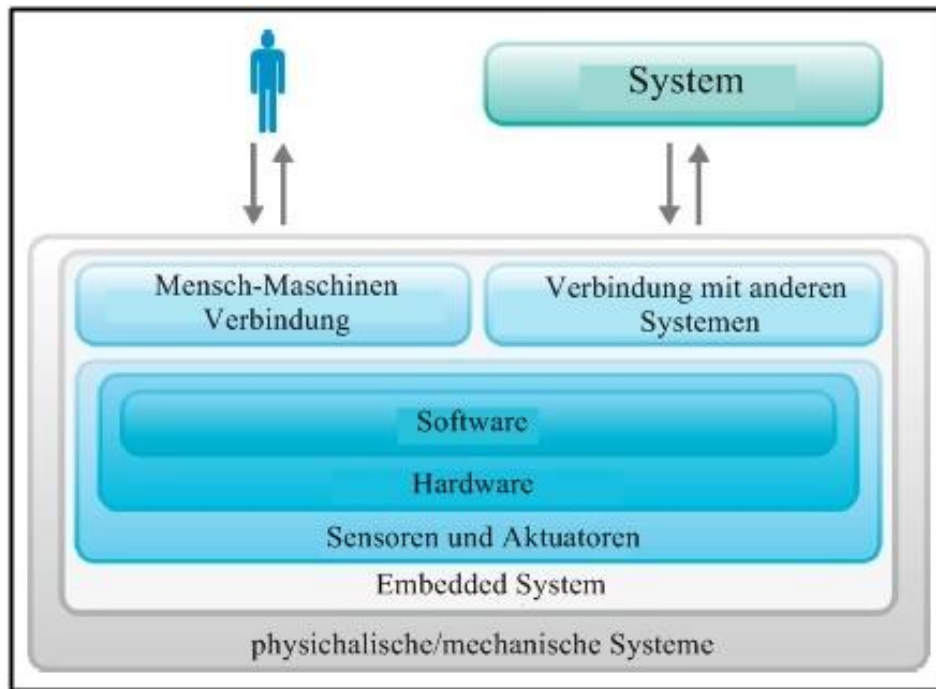 System
Mensch-Maschinen
Verbindung
Verbindung mit anderen
Systemen
Software
Hardware
Sensoren und Aktuatoren
Embedded System
physichalische/mechanische Systeme